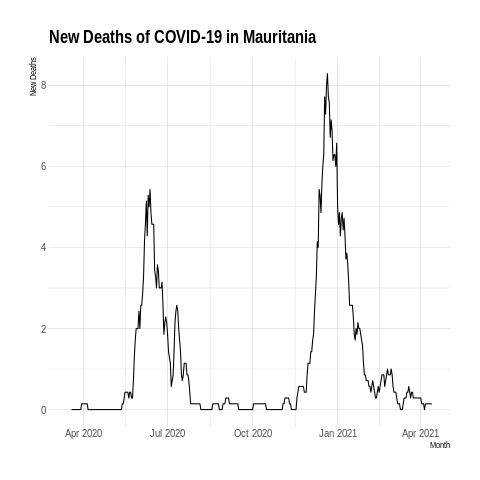 New Deaths of COVID-19 in Mauritania
New Deaths
8
6
4
2
0
Apr 2020 Jul 2020 Oct 2020 Jan 2021 Apr 2021
Month